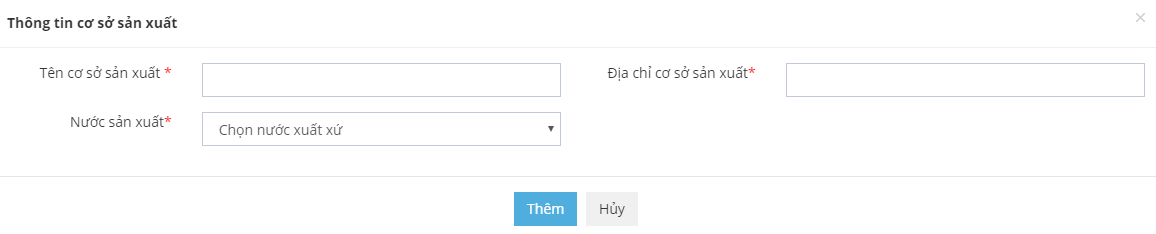 Thông tin cơ sở sản xuất
×
Tên cơ sở sản xuất *
Địa chỉ cơ sở sản xuất*
Nước sản xuất*
Chọn nước xuất xứ
Thêm
Hủy